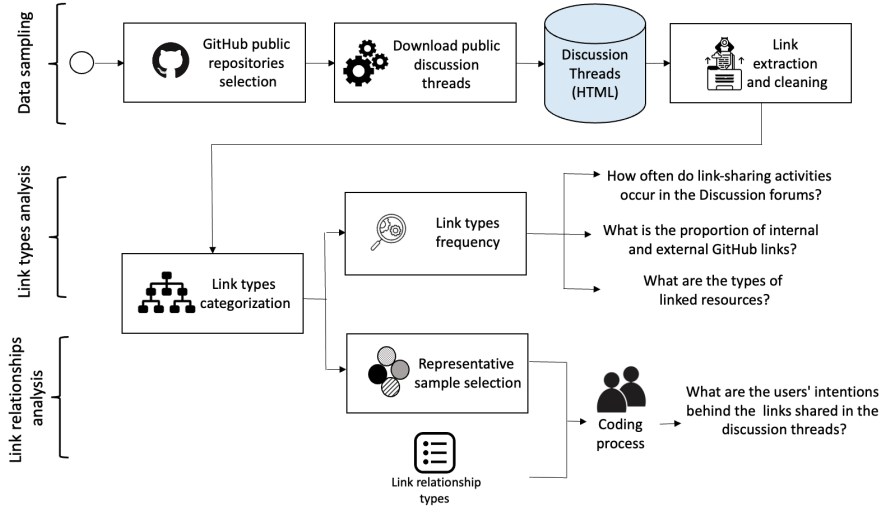 Data sampling
GitHub public
repositories
selection
Download public
discussion
threads
Discussion
Threads
(HTML)
Link
extraction
and cleaning
Link types analysis
Link types
categorization
Link types
frequency
How often do link-sharing activities
occur in the Discussion forums?
What is the proportion of internal
and external GitHub links?
What are the types of
linked resources?
Link relationships
analysis
Representative
sample selection
Link relationship
types
Coding
process
What are the users' intentions
behind the links shared in the
discussion threads?